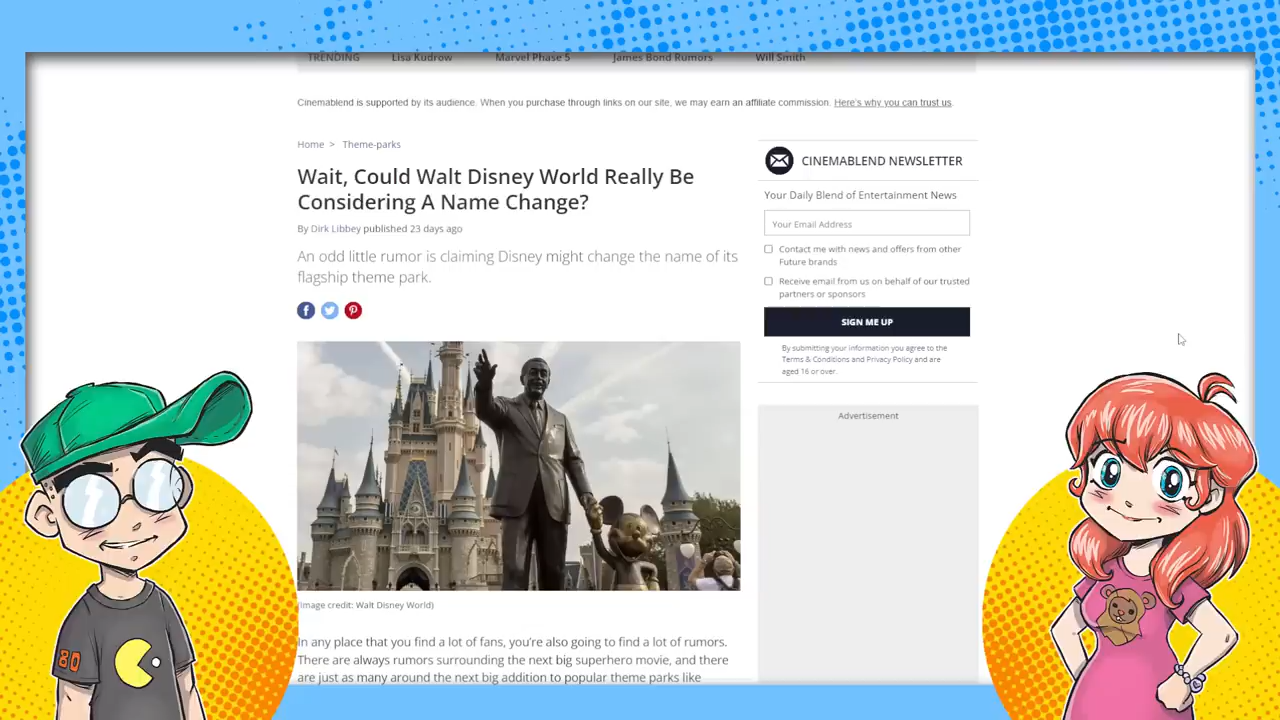 TRENDING Lisa Kudrow Marvel Phase 5 James Bond Rumors Will Smith
Cinemablend is supported by its audience. When you purchase through links on our site, we may earn an affiliate commission. Here's why you can trust us.
Home > Theme-parks
Wait, Could Walt Disney World Really Be
Considering A Name Change?
By Dirk Libbey published 23 days ago
An odd little rumor is claiming Disney might change the name of its
flagship theme park.
(Image credit: Walt Disney World)
In any place that you find a lot of fans, you're also going to find a lot of rumors.
There are always rumors surrounding the next big superhero movie, and there
are just as many around the next big addition to popular theme parks like
CINEMABLEND NEWSLETTER
Your Daily Blend of Entertainment News
Your Email Address
Contact me with news and offers from other
Future brands
Receive email from us on behalf of our trusted
partners or sponsors
SIGN ME UP
By submitting your information you agree to the
Terms & Conditions and Privacy Policy and are
aged 16 or over.
Advertisement
80